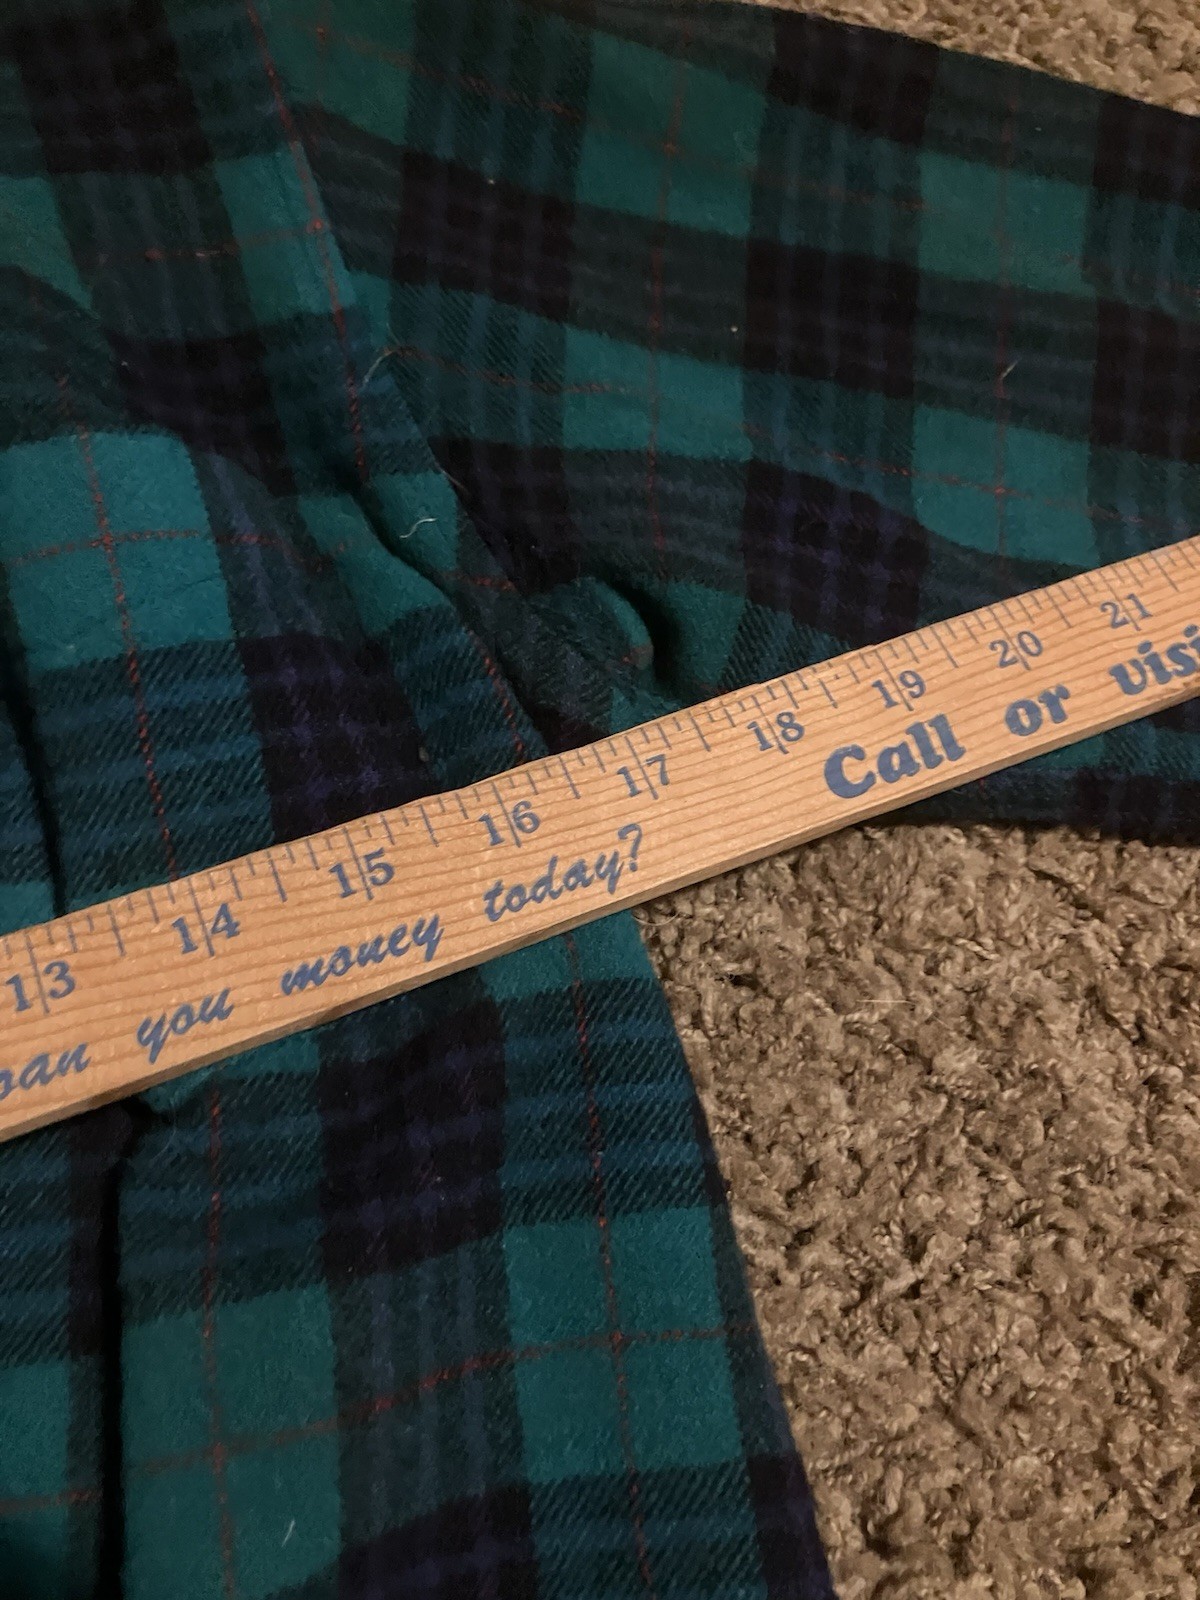 13 14 15 16 17 18 19 20 21
you money today? Call or